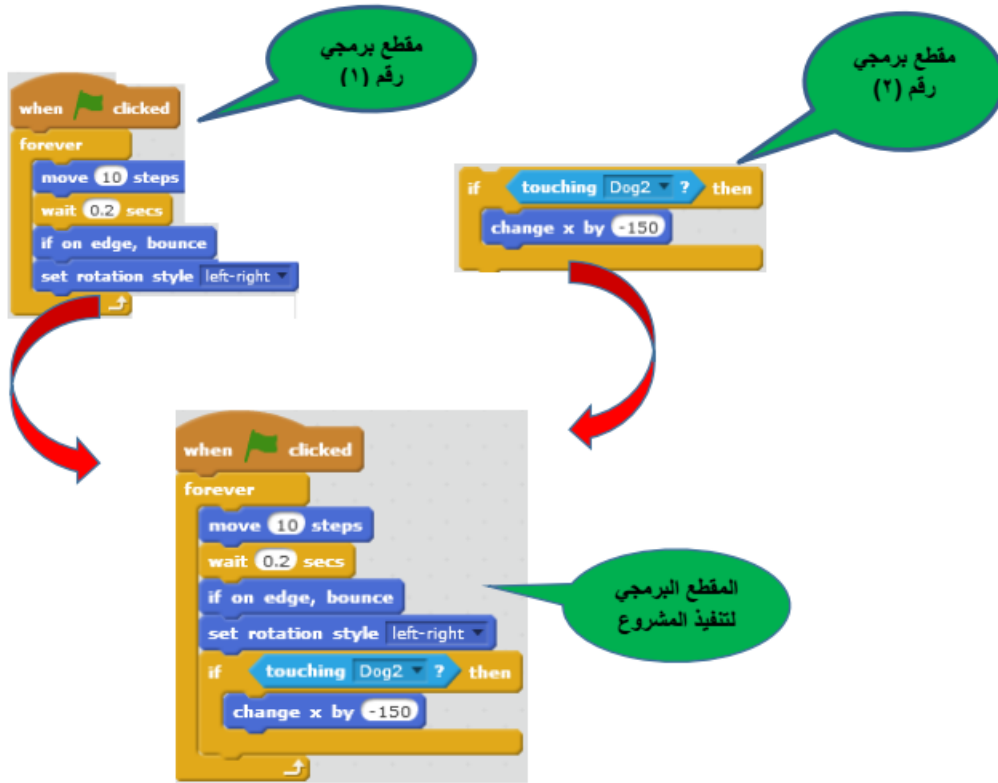 مقطع برمجي
رقم (١)
when clicked
forever
move 10 steps
wait 0.2 secs
if on edge, bounce
set rotation style left-right
مقطع برمجي
رقم (٢)
if touching Dog2 ? then
change x by -150
when clicked
forever
move 10 steps
wait 0.2 secs
if on edge, bounce
set rotation style left-right
if touching Dog2 ? then
change x by -150
المقطع البرمجي
لتنفيذ المشروع